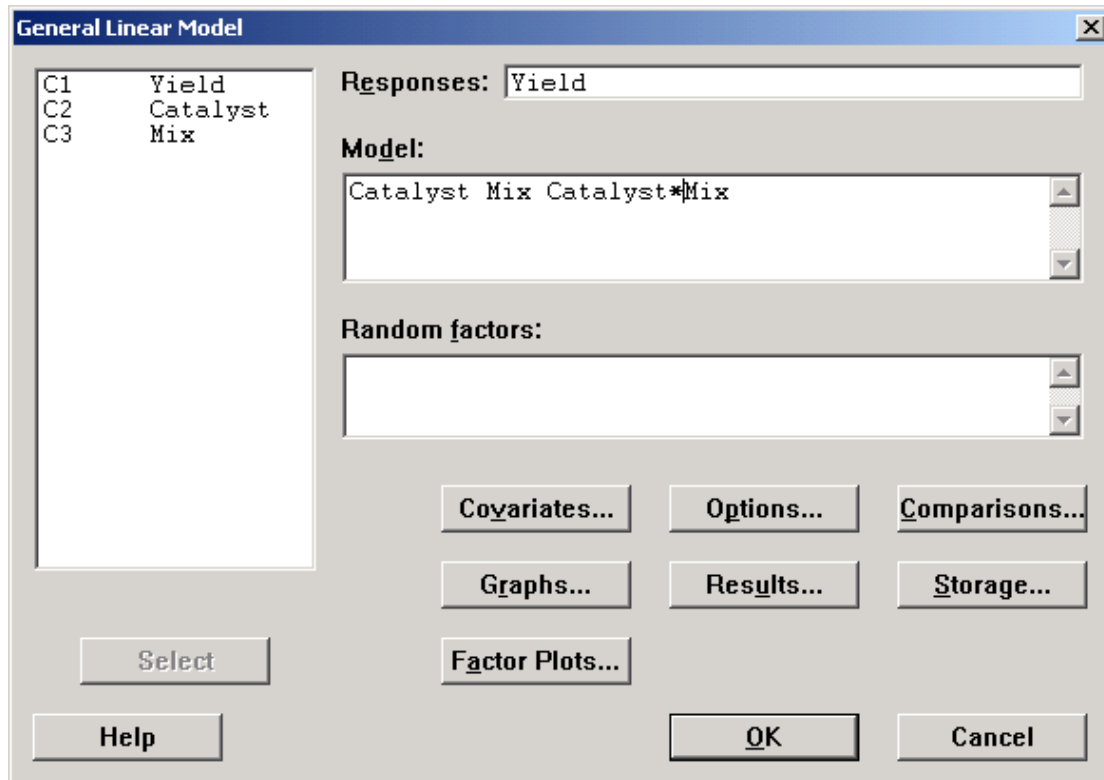 General Linear Model
C1 Yield
C2 Catalyst
C3 Mix
Responses: Yield
Model:
Catalyst Mix Catalyst*Mix
Random factors:
Covariates... Options... Comparisons...
Graphs... Results... Storage...
Select Factor Plots...
Help OK Cancel